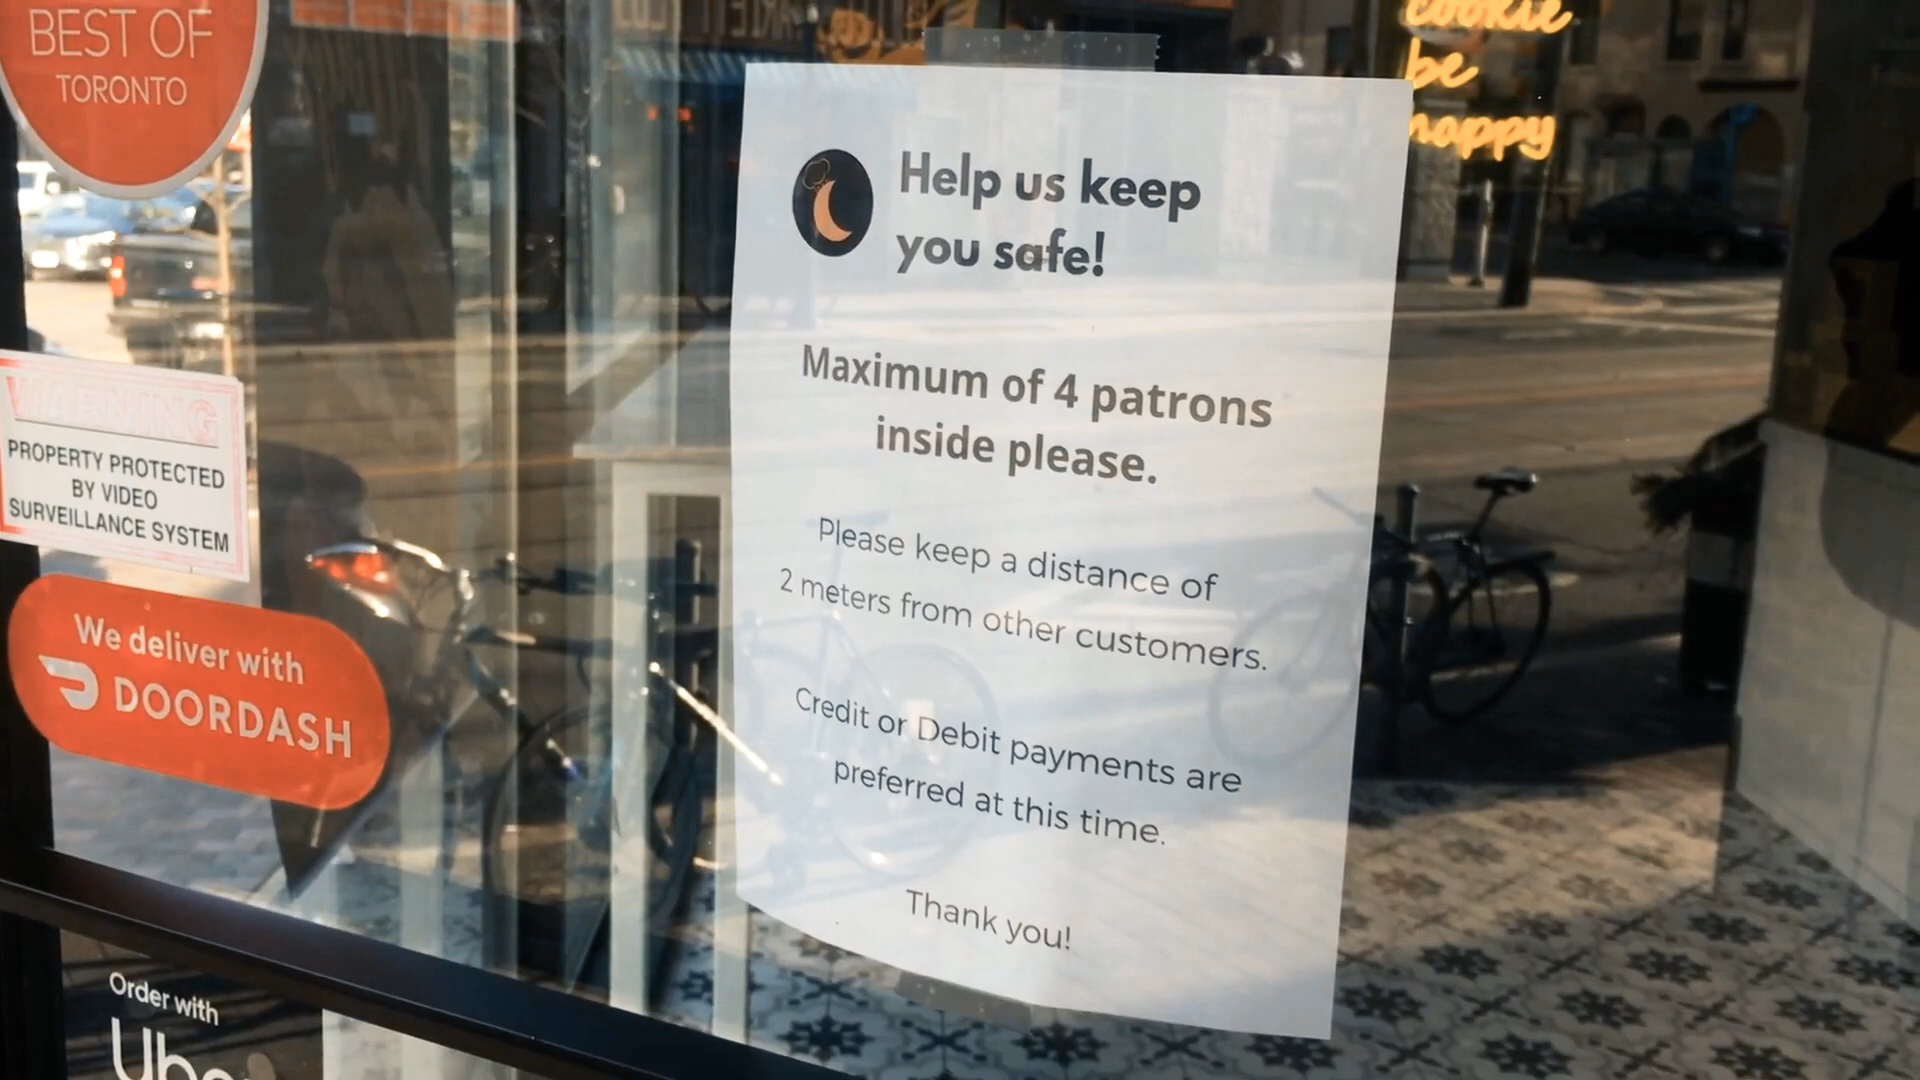 BEST OF
TORONTO
cookie
be
happy
Help us keep
you safe!
Maximum of 4 patrons
inside please.
Please keep a distance of
2 meters from other customers.
Credit or Debit payments are
preferred at this time.
Thank you!
WARNING
PROPERTY PROTECTED
BY VIDEO
SURVEILLANCE SYSTEM
We deliver with
DOORDASH
Order with